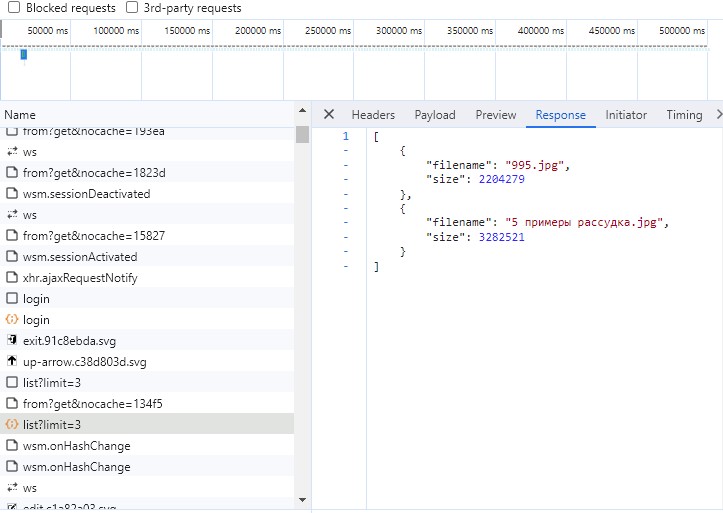 Blocked requests 3rd-party requests
50000 ms 100000 ms 150000 ms 200000 ms 250000 ms 300000 ms 350000 ms 400000 ms 450000 ms 500000 ms
Name
from?get&nocache=193ea
ws
from?get&nocache=1823d
wsm.sessionDeactivated
ws
from?get&nocache=15827
wsm.sessionActivated
xhr.ajaxRequestNotify
login
login
exit.91c8ebda.svg
up-arrow.c38d803d.svg
list?limit=3
from?get&nocache=134f5
list?limit=3
wsm.onHashChange
wsm.onHashChange
ws
edit.c1a82a03.svg
Headers Payload Preview Response Initiator Timing
1 [
- {
- "filename": "995.jpg",
- "size": 2204279
- },
- {
- "filename": "5 примеры рассудка.jpg",
- "size": 3282521
- }
- ]